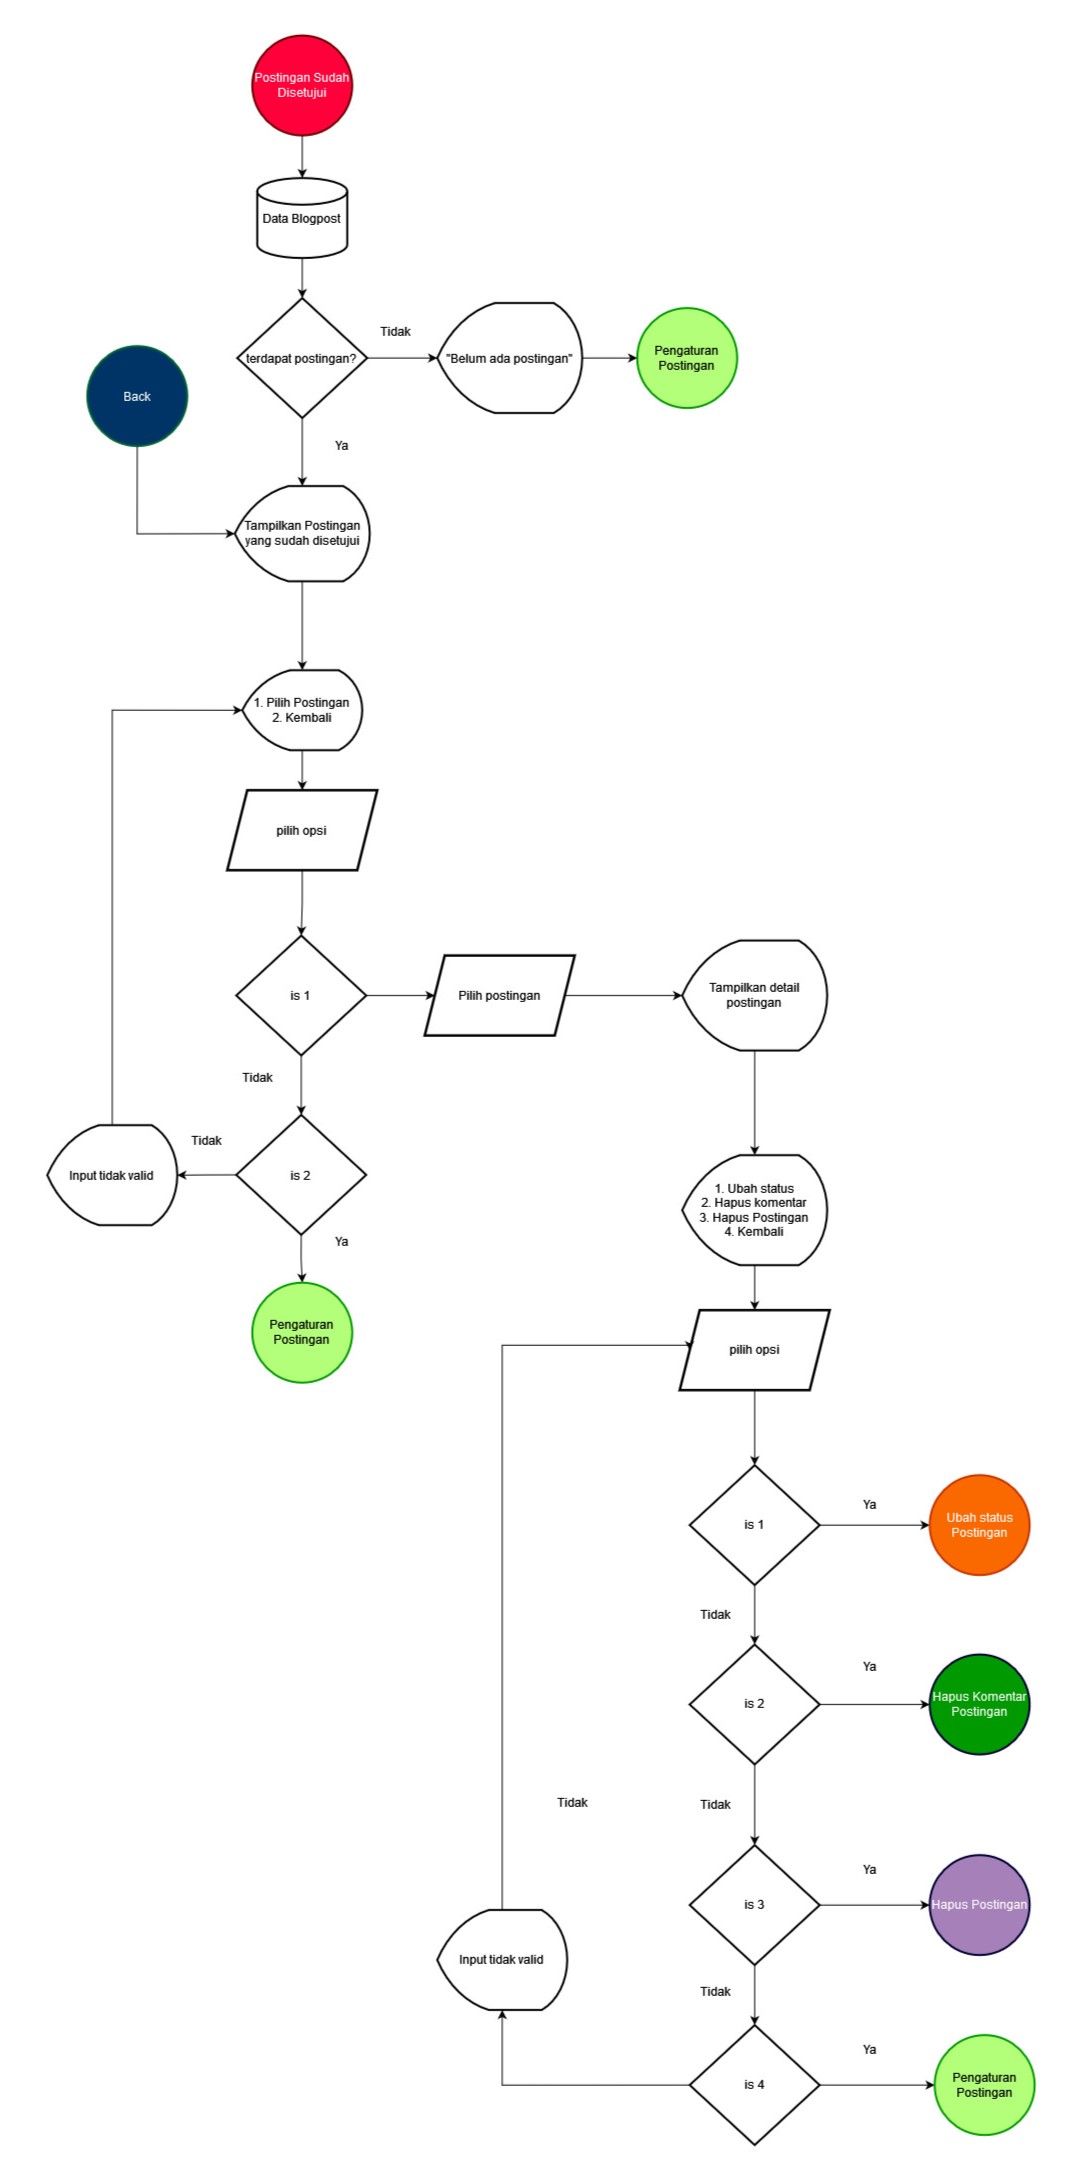 Postingan Sudah
Disetujui
Data Blogpost
terdapat postingan?
Tidak
"Belum ada postingan"
Pengaturan
Postingan
Back
Ya
Tampilkan Postingan
yang sudah disetujui
1. Pilih Postingan
2. Kembali
pilih opsi
is 1
Pilih postingan
Tampilkan detail
postingan
Tidak
is 2
Tidak
Input tidak valid
Ya
Pengaturan
Postingan
1. Ubah status
2. Hapus komentar
3. Hapus Postingan
4. Kembali
pilih opsi
is 1
Ya
Ubah status
Postingan
Tidak
is 2
Ya
Hapus Komentar
Postingan
Tidak
Tidak
is 3
Ya
Hapus Postingan
Input tidak valid
Tidak
is 4
Ya
Pengaturan
Postingan